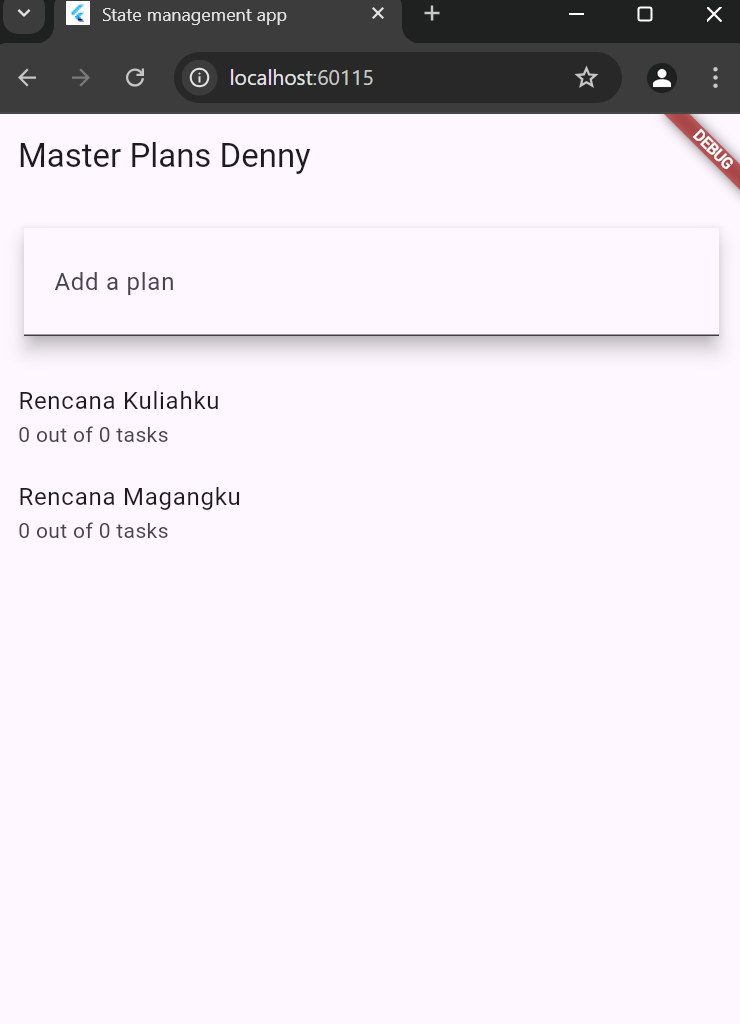 State management app
localhost:60115
DEBUG
Master Plans Denny
Add a plan
Rencana Kuliahku
0 out of 0 tasks
Rencana Magangku
0 out of 0 tasks